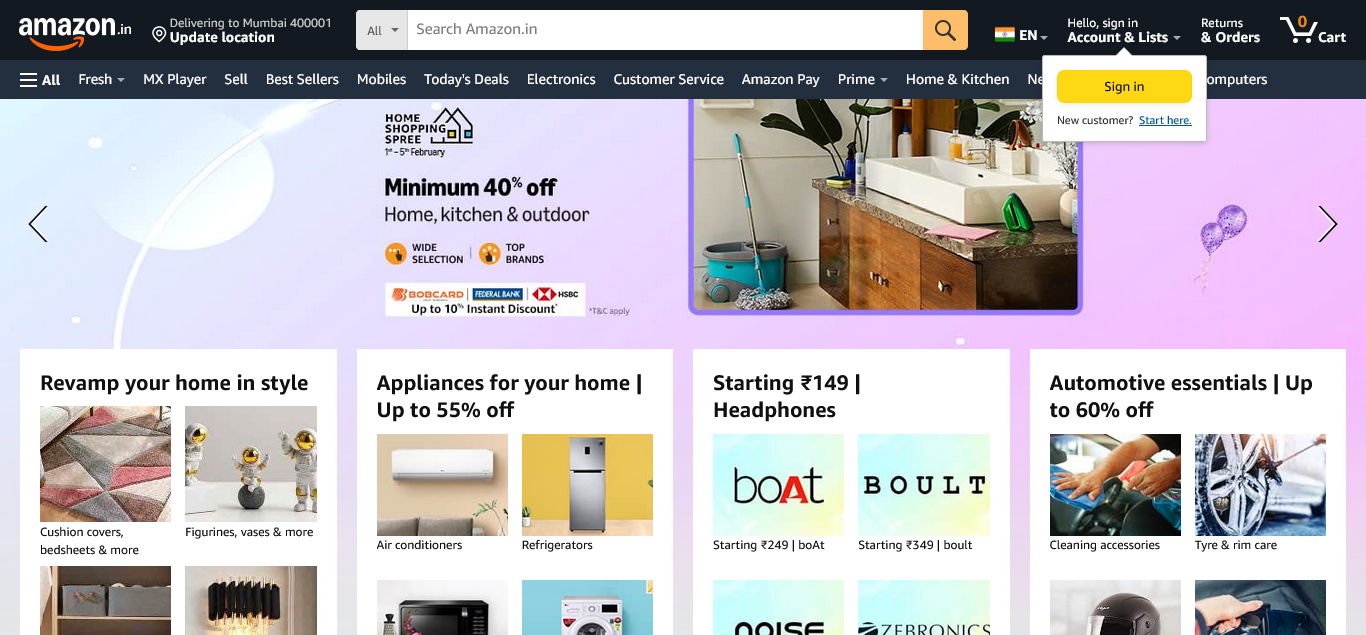 amazon.in
Delivering to Mumbai 400001
Update location
All
Search Amazon.in
EN
Hello, sign in
Account & Lists
Returns
& Orders
0
Cart
All
Fresh
MX Player
Sell
Best Sellers
Mobiles
Today's Deals
Electronics
Customer Service
Amazon Pay
Prime
Home & Kitchen
Sign in
New customer? Start here.
HOME
SHOPPING
SPREE
1st - 5th February
Minimum 40% off
Home, kitchen & outdoor
WIDE
SELECTION
TOP
BRANDS
BOBCARD
FEDERAL BANK
HSBC
Up to 10% Instant Discount*
*T&C apply
Revamp your home in style
Cushion covers,
bedsheets & more
Figurines, vases & more
Appliances for your home |
Up to 55% off
Air conditioners
Refrigerators
Starting ₹149 |
Headphones
boAt
BOULT
Starting ₹249 | boAt
Starting ₹349 | boult
noise
ZEBRONICS
Automotive essentials | Up
to 60% off
Cleaning accessories
Tyre & rim care